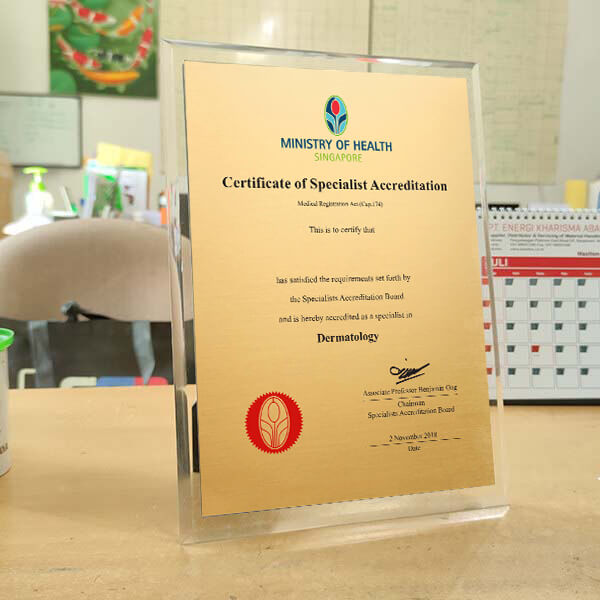 MINISTRY OF HEALTH
SINGAPORE
Certificate of Specialist Accreditation
Medical Registration Act (Cap.174)
This is to certify that
has satisfied the requirements set forth by
the Specialists Accreditation Board
and is hereby accredited as a specialist in
Dermatology
Associate Professor Benjamin Ong
Chairman
Specialists Accreditation Board
2 November 2018
Date
PT. ENERGI KHARISMA ABA
ULI